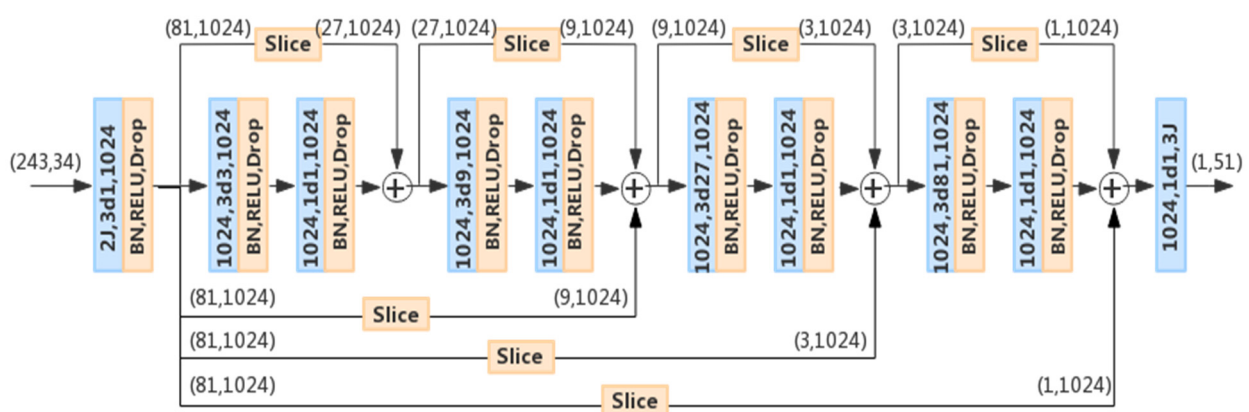 (81,1024) Slice (27,1024) (27,1024) Slice (9,1024) (9,1024) Slice (3,1024) (3,1024) Slice (1,1024)
(243,34)
2J,3d1,1024
BN,RELU,Drop
1024,3d3,1024
BN,RELU,Drop
1024,1d1,1024
BN,RELU,Drop
+
1024,3d9,1024
BN,RELU,Drop
1024,1d1,1024
BN,RELU,Drop
+
1024,3d27,1024
BN,RELU,Drop
1024,1d1,1024
BN,RELU,Drop
+
1024,3d81,1024
BN,RELU,Drop
1024,1d1,1024
BN,RELU,Drop
+
1024,1d1,3J
(1,51)
(81,1024) Slice (9,1024)
(81,1024) Slice (3,1024)
(81,1024) Slice (1,1024)